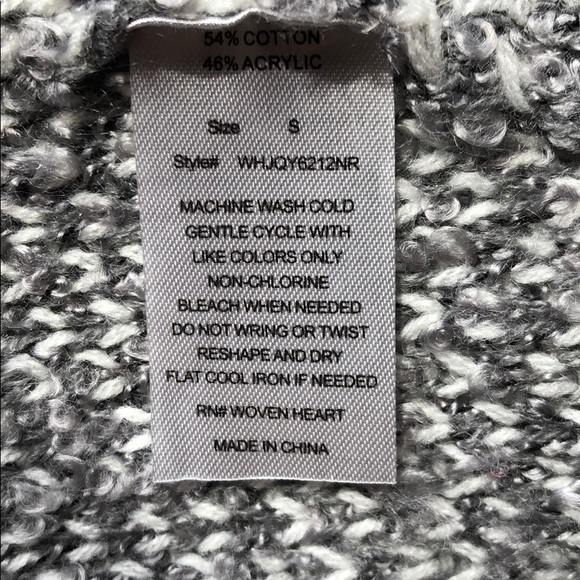 54% COTTON
46% ACRYLIC
Size S
Style# WHJQY6212NR
MACHINE WASH COLD
GENTLE CYCLE WITH
LIKE COLORS ONLY
NON-CHLORINE
BLEACH WHEN NEEDED
DO NOT WRING OR TWIST
RESHAPE AND DRY
FLAT COOL IRON IF NEEDED
RN# WOVEN HEART
MADE IN CHINA